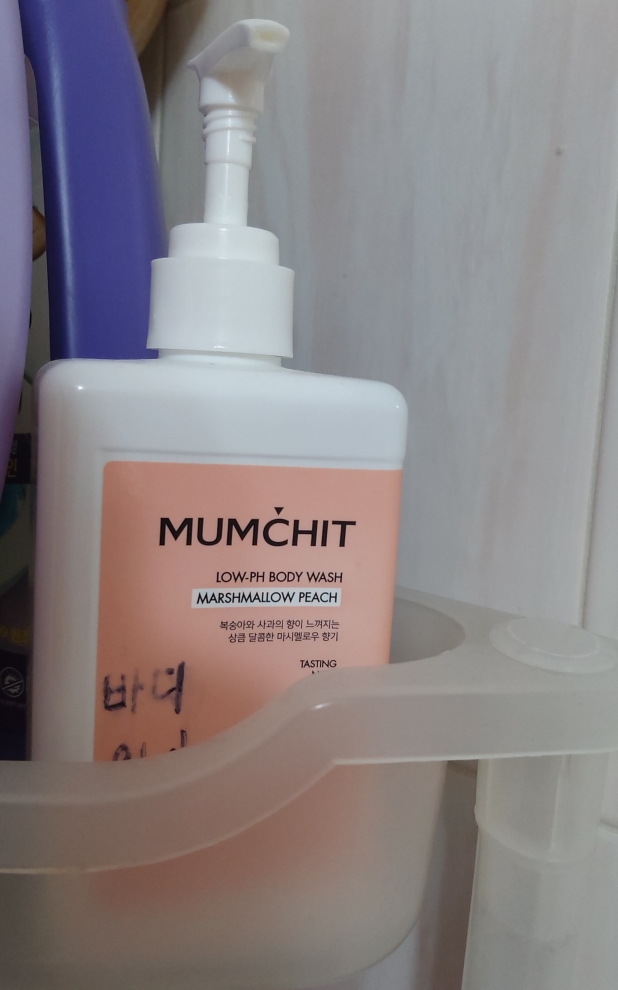 MUMCHIT
LOW-PH BODY WASH
MARSHMALLOW PEACH
복숭아와 사과의 향이 느껴지는
상큼 달콤한 마시멜로우 향기
TASTING
바디